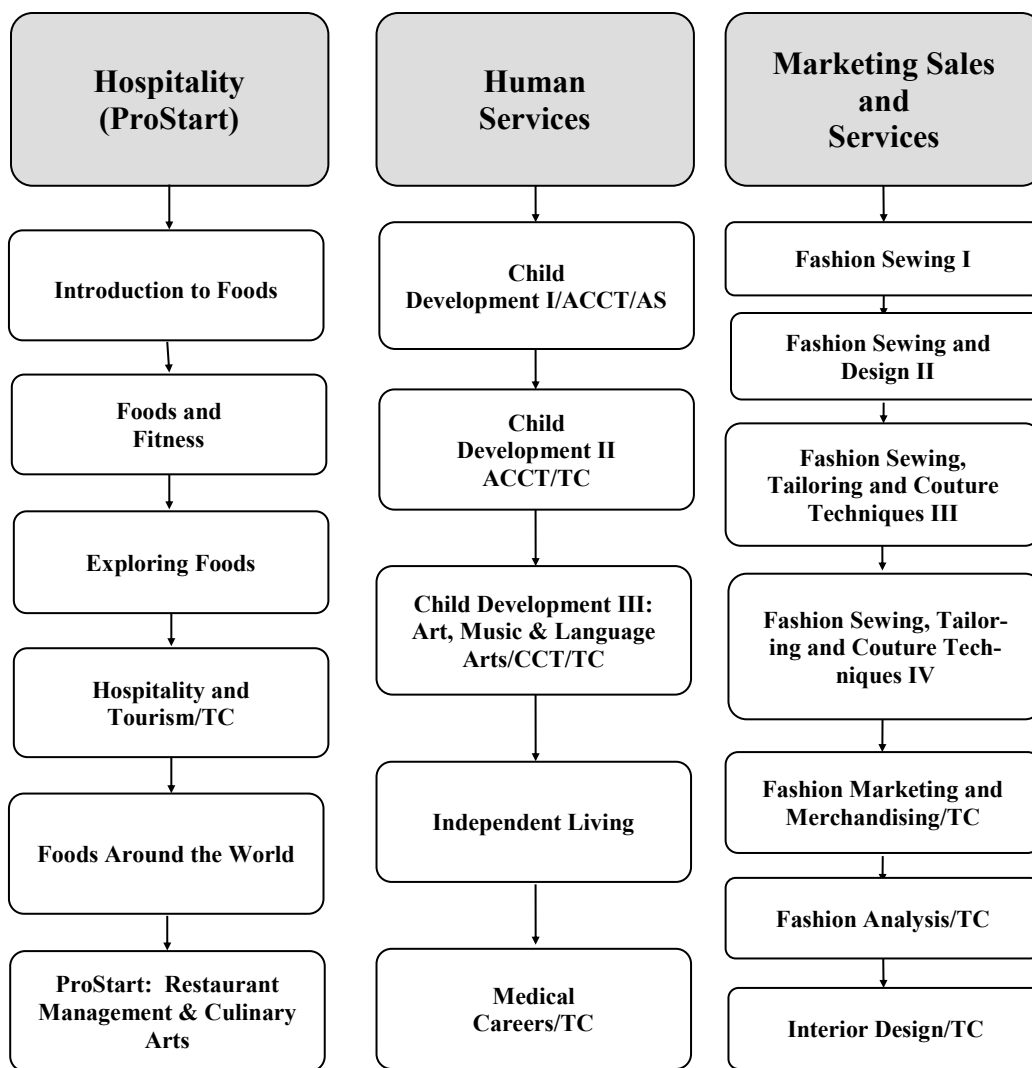 Hospitality
(ProStart)
Introduction to Foods
Foods and
Fitness
Exploring Foods
Hospitality and
Tourism/TC
Foods Around the World
ProStart:  Restaurant
Management & Culinary
Arts
Human
Services
Child
Development I/ACCT/AS
Child
Development II
ACCT/TC
Child Development III:
Art, Music & Language
Arts/CCT/TC
Independent Living
Medical
Careers/TC
Marketing Sales
and
Services
Fashion Sewing I
Fashion Sewing and
Design II
Fashion Sewing,
Tailoring and Couture
Techniques III
Fashion Sewing, Tailor-
ing and Couture Tech-
niques IV
Fashion Marketing and
Merchandising/TC
Fashion Analysis/TC
Interior Design/TC